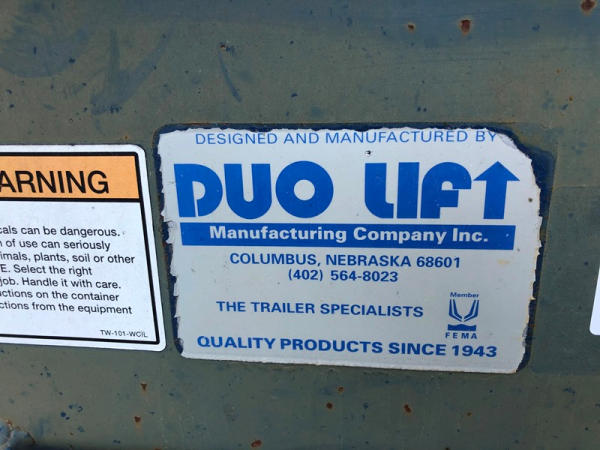 ARNING
cals can be dangerous.
of use can seriously
imals, plants, soil or other
E. Select the right
job. Handle it with care.
uctions on the container
ctions from the equipment
TW-101-WCIL
DESIGNED AND MANUFACTURED BY
DUO LIFT
Manufacturing Company Inc.
COLUMBUS, NEBRASKA 68601
(402) 564-8023
THE TRAILER SPECIALISTS
Member
FEMA
QUALITY PRODUCTS SINCE 1943